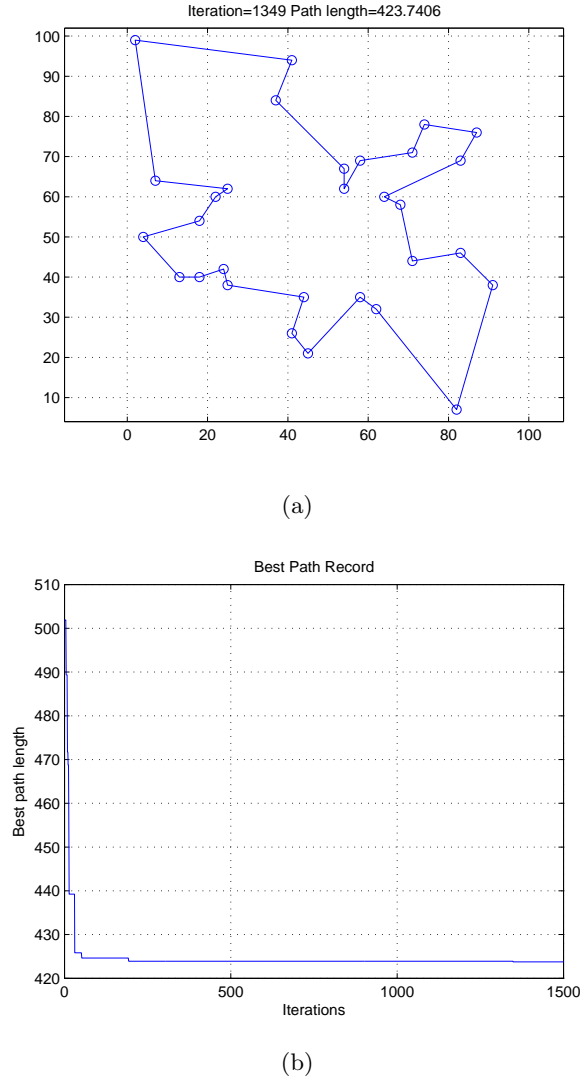 Iteration=1349 Path length=423.7406
100
90
80
70
60
50
40
30
20
10
0 20 40 60 80 100
(a)
Best Path Record
510
500
490
480
470
460
450
440
430
420
Best path length
0 500 1000 1500
Iterations
(b)